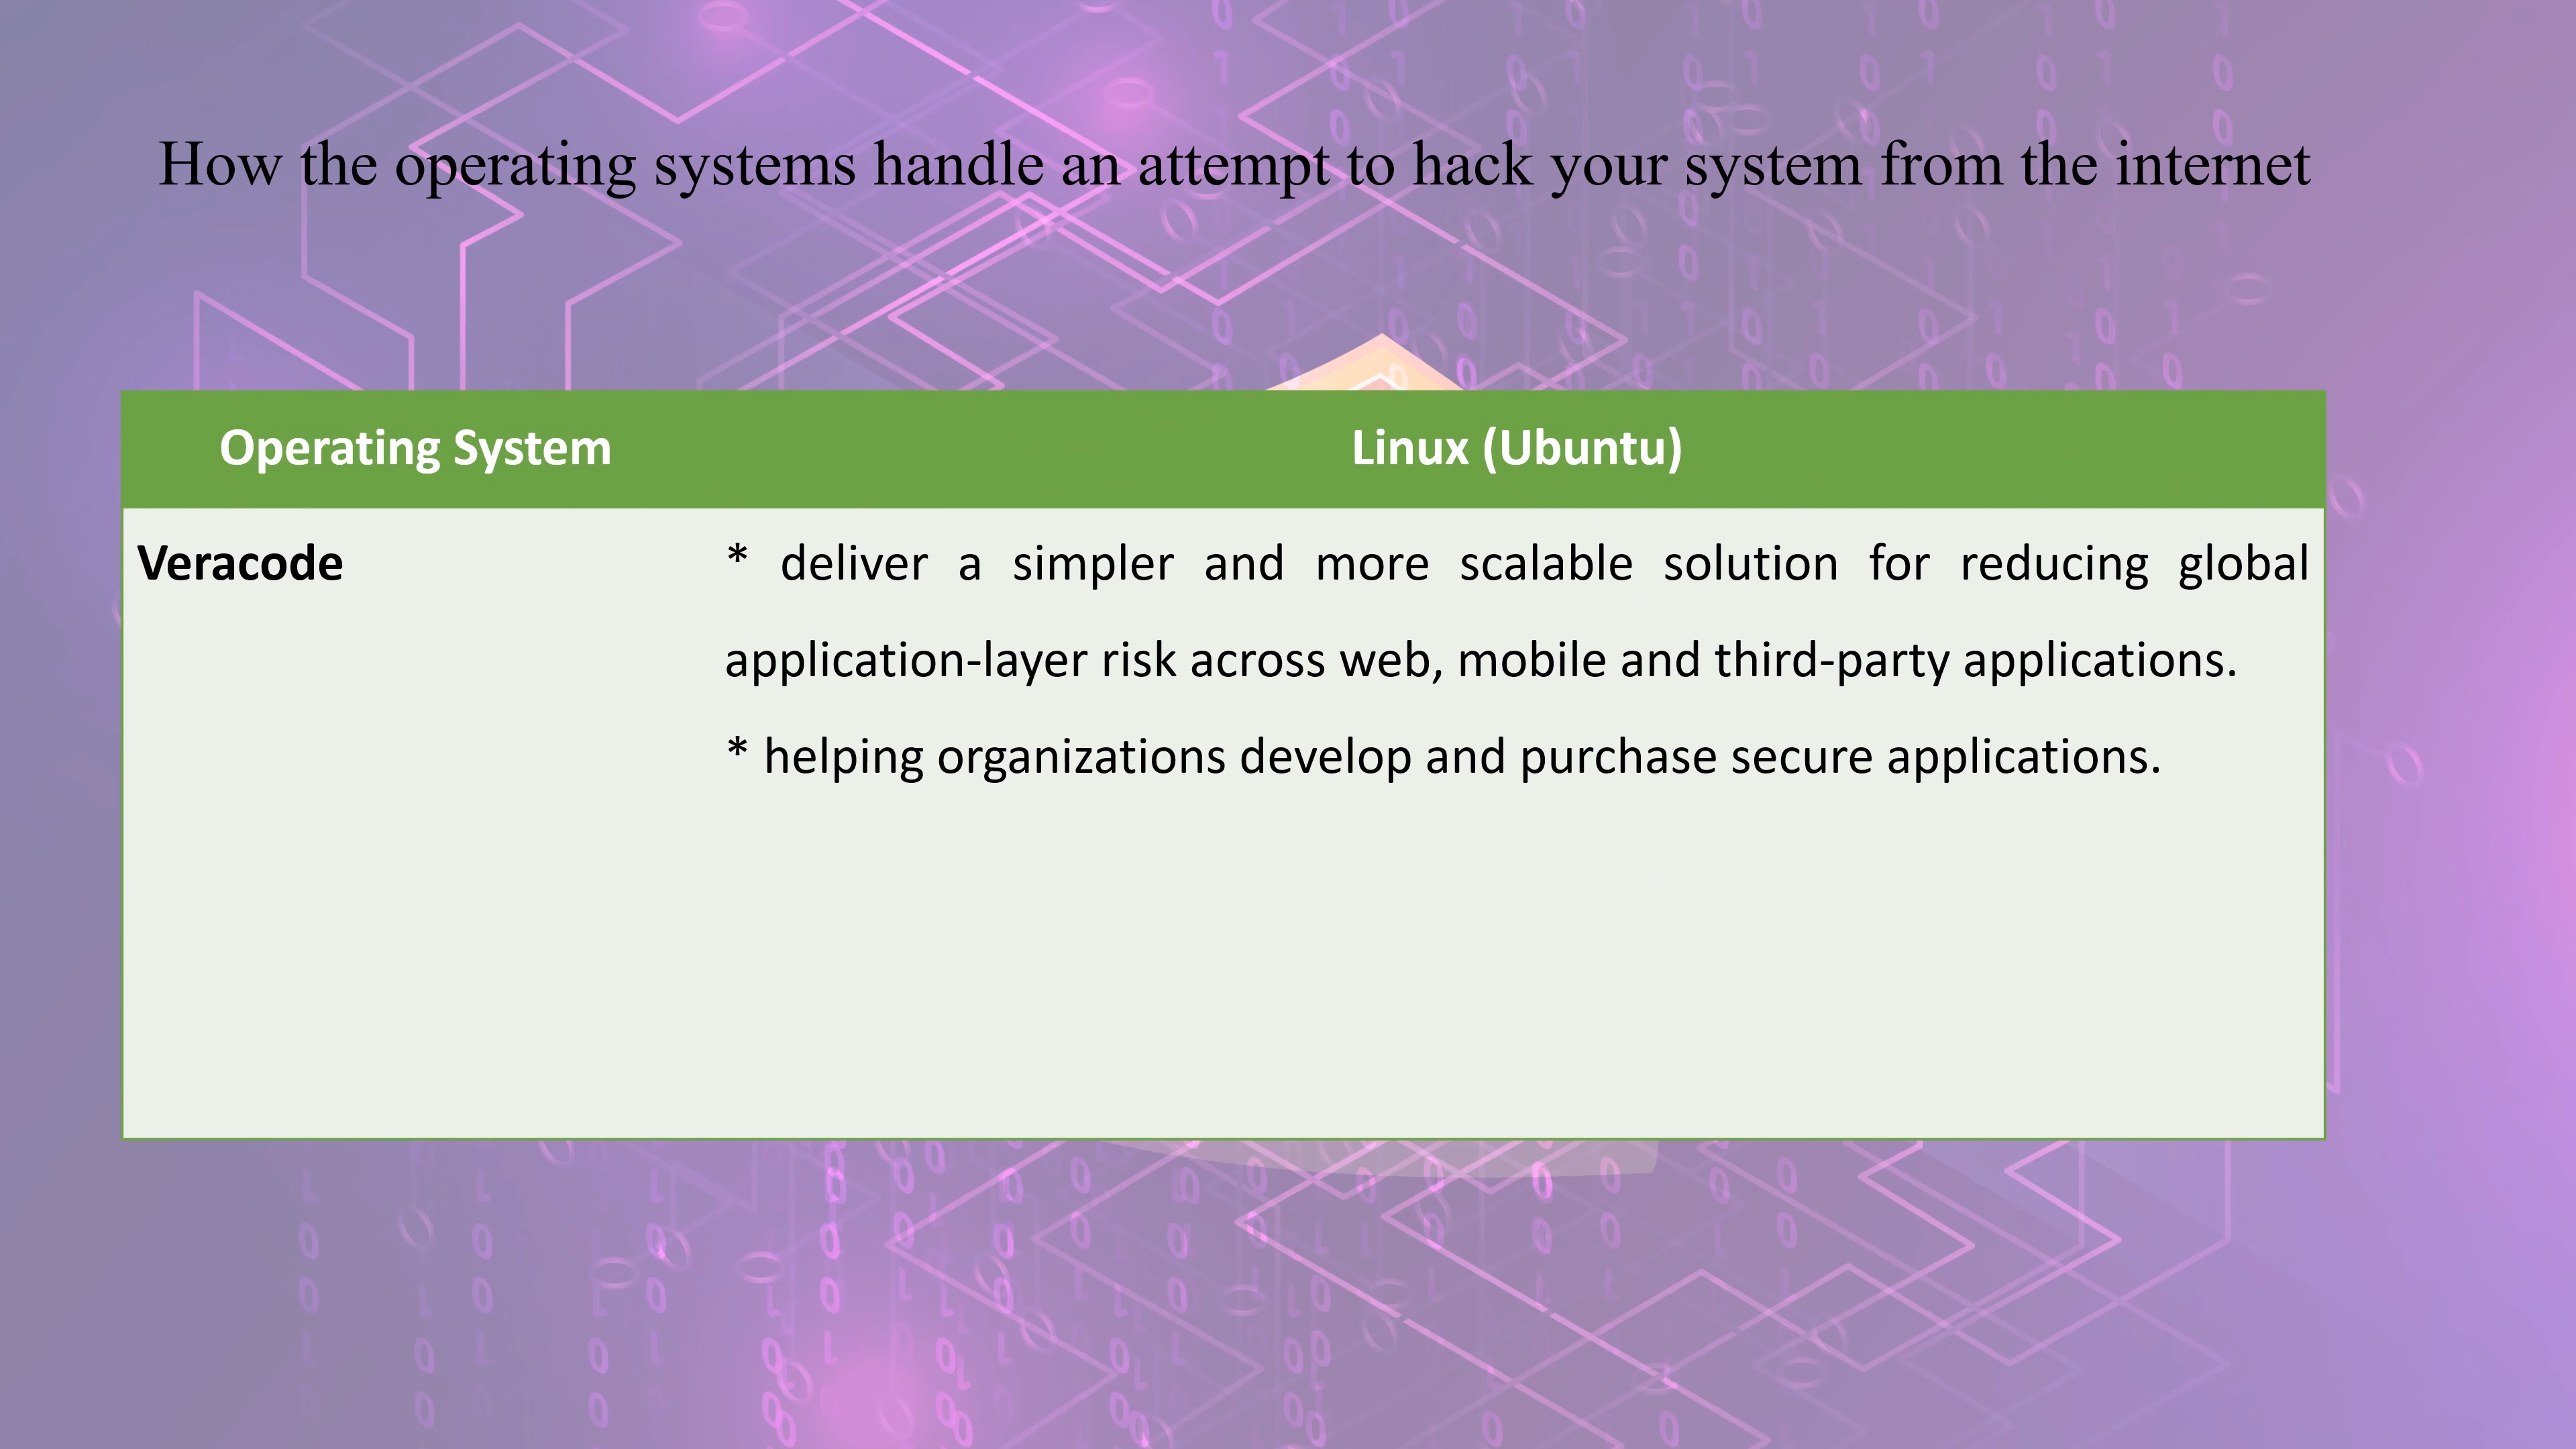 How the operating systems handle an attempt to hack your system from the internet
Operating System Linux (Ubuntu)
Veracode * deliver a simpler and more scalable solution for reducing global
application-layer risk across web, mobile and third-party applications.
* helping organizations develop and purchase secure applications.